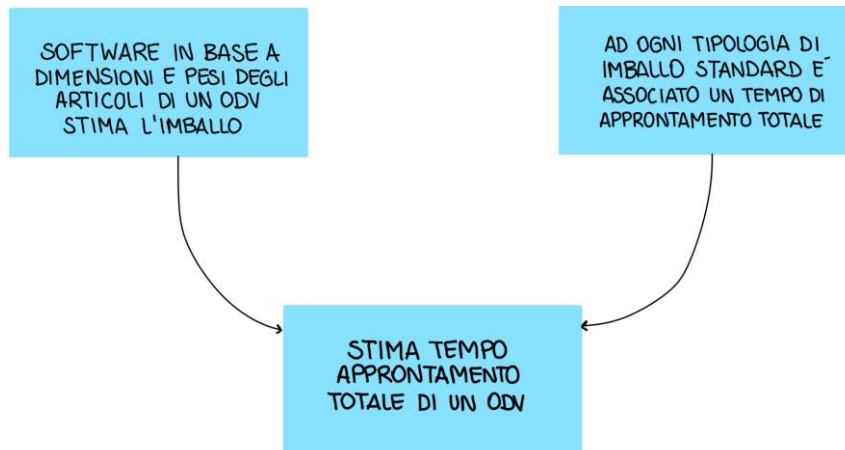 SOFTWARE IN BASE A
DIMENSIONI E PESI DEGLI
ARTICOLI DI UN ODV
STIMA L'IMBALLO
AD OGNI TIPOLOGIA DI
IMBALLO STANDARD E´
ASSOCIATO UN TEMPO DI
APPRONTAMENTO TOTALE
STIMA TEMPO
APPRONTAMENTO
TOTALE DI UN ODV